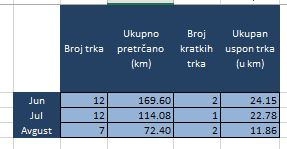 Broj trka Ukupno pretrčano (km) Broj kratkih trka Ukupan uspon trka (u km)
Jun 12 169.60 2 24.15
Jul 12 114.08 1 22.78
Avgust 7 72.40 2 11.86